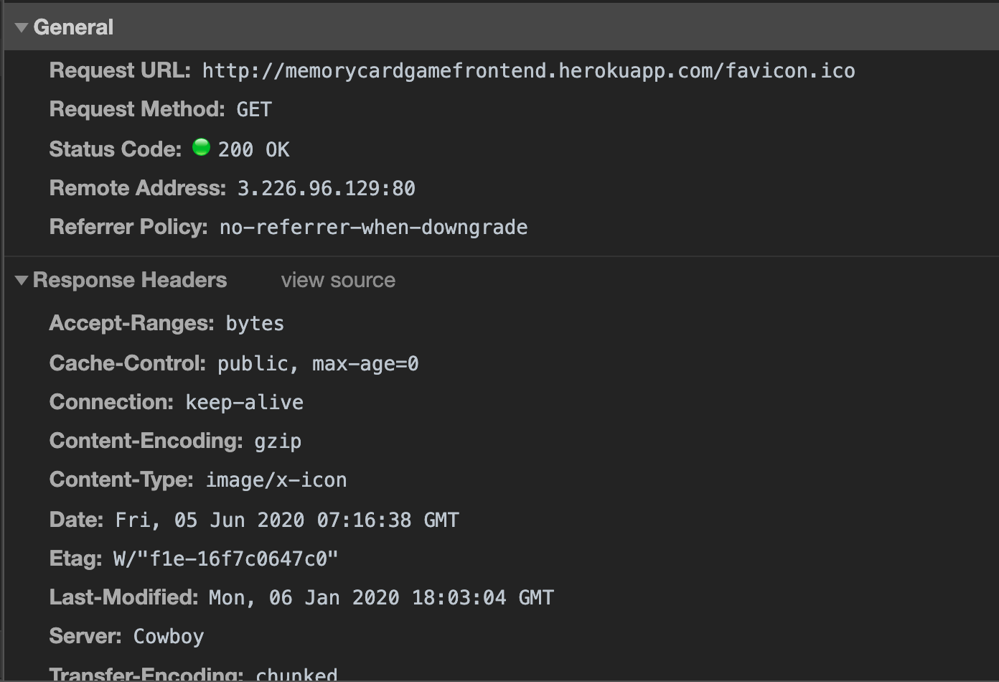 General
Request URL: http://memorycardgamefrontend.herokuapp.com/favicon.ico
Request Method: GET
Status Code: 200 OK
Remote Address: 3.226.96.129:80
Referrer Policy: no-referrer-when-downgrade
Response Headers view source
Accept-Ranges: bytes
Cache-Control: public, max-age=0
Connection: keep-alive
Content-Encoding: gzip
Content-Type: image/x-icon
Date: Fri, 05 Jun 2020 07:16:38 GMT
Etag: W/"f1e-16f7c0647c0"
Last-Modified: Mon, 06 Jan 2020 18:03:04 GMT
Server: Cowboy
Transfer-Encoding: chunked